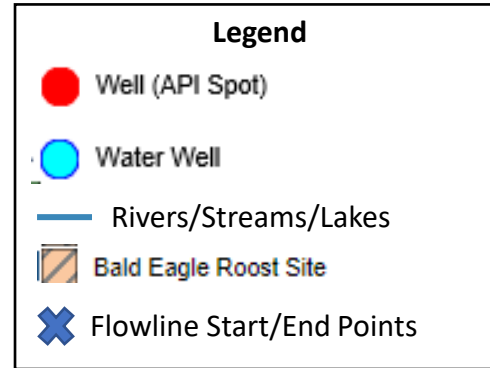 Legend
Well (API Spot)
Water Well
Rivers/Streams/Lakes
Bald Eagle Roost Site
Flowline Start/End Points